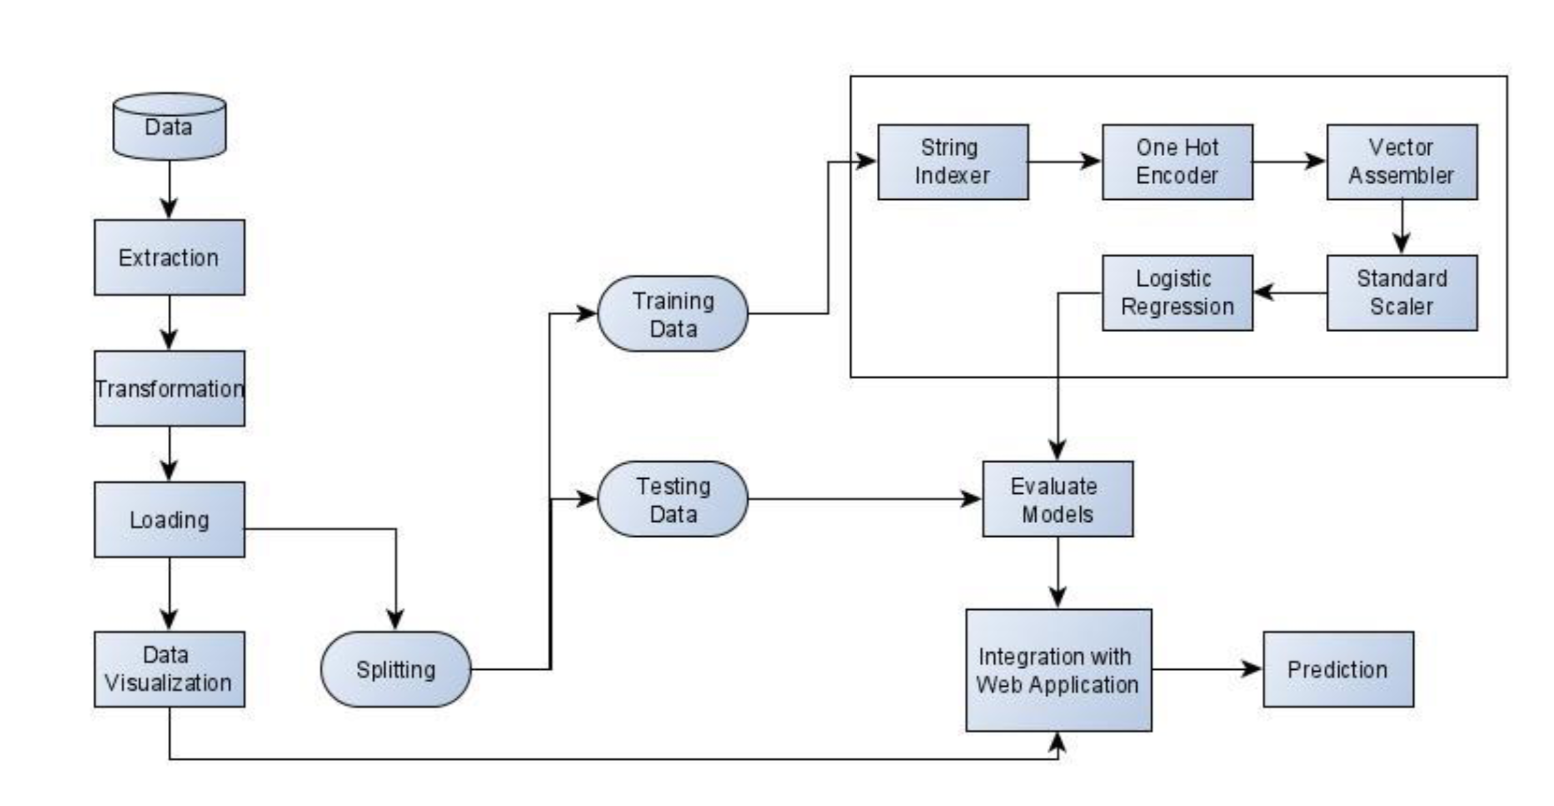 Data
Extraction
Transformation
Loading
Data
Visualization
Splitting
Training
Data
Testing
Data
String
Indexer
One Hot
Encoder
Vector
Assembler
Standard
Scaler
Logistic
Regression
Evaluate
Models
Integration with
Web Application
Prediction